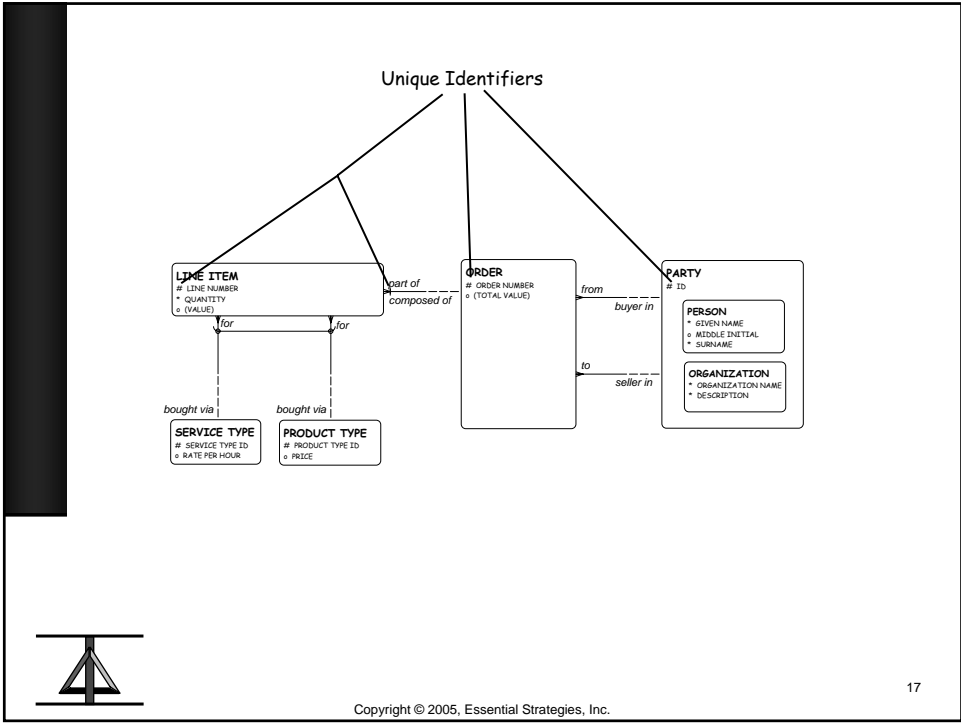 Unique Identifiers
LINE ITEM
# LINE NUMBER
* QUANTITY
o (VALUE)
part of
composed of
for
for
bought via
bought via
SERVICE TYPE
# SERVICE TYPE ID
o RATE PER HOUR
PRODUCT TYPE
# PRODUCT TYPE ID
o PRICE
ORDER
# ORDER NUMBER
o (TOTAL VALUE)
from
buyer in
to
seller in
PARTY
# ID
PERSON
* GIVEN NAME
o MIDDLE INITIAL
* SURNAME
ORGANIZATION
* ORGANIZATION NAME
* DESCRIPTION
17
Copyright © 2005, Essential Strategies, Inc.